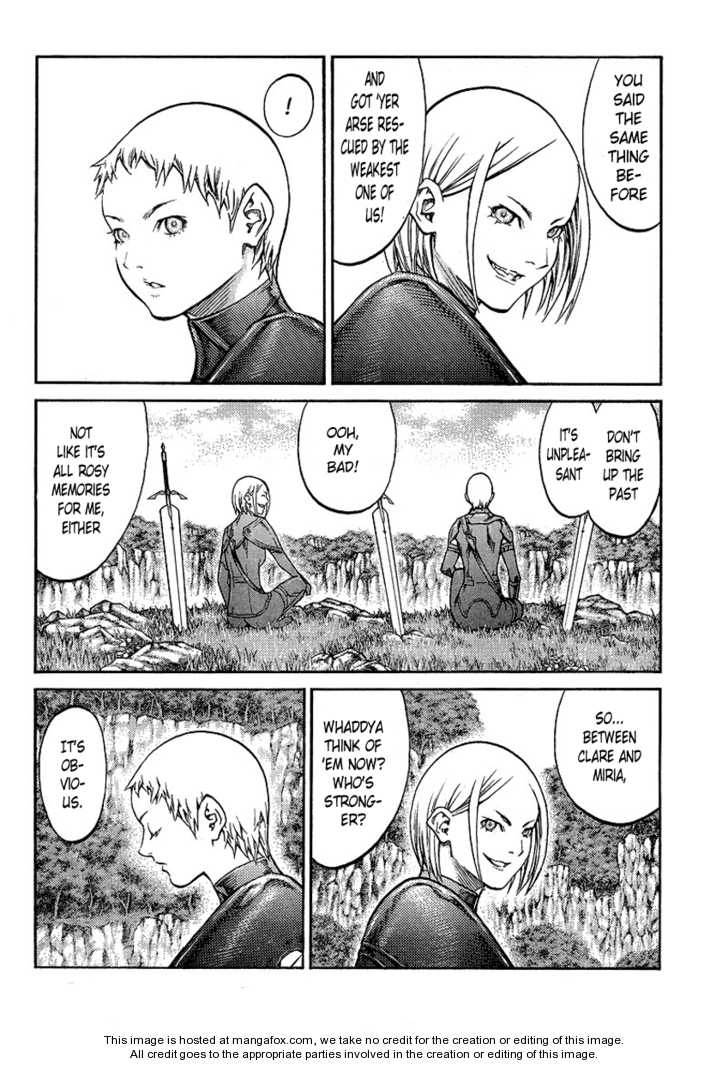 YOU
SAID
THE
SAME
THING
BE-
FORE
AND
GOT 'YER
ARSE RES-
CUED BY THE
WEAKEST
ONE OF
US!
!
DON'T
BRING
UP THE
PAST
IT'S
UNPLEA-
SANT
OOH,
MY
BAD!
NOT
LIKE IT'S
ALL ROSY
MEMORIES
FOR ME,
EITHER
SO...
BETWEEN
CLARE AND
MIRIA,
WHADDYA
THINK OF
'EM NOW?
WHO'S
STRONG-
ER?
IT'S
OB-
VIO-
US.
This image is hosted at mangafox.com, we take no credit for the creation or editing of this image.
All credit goes to the appropriate parties involved in the creation or editing of this image.